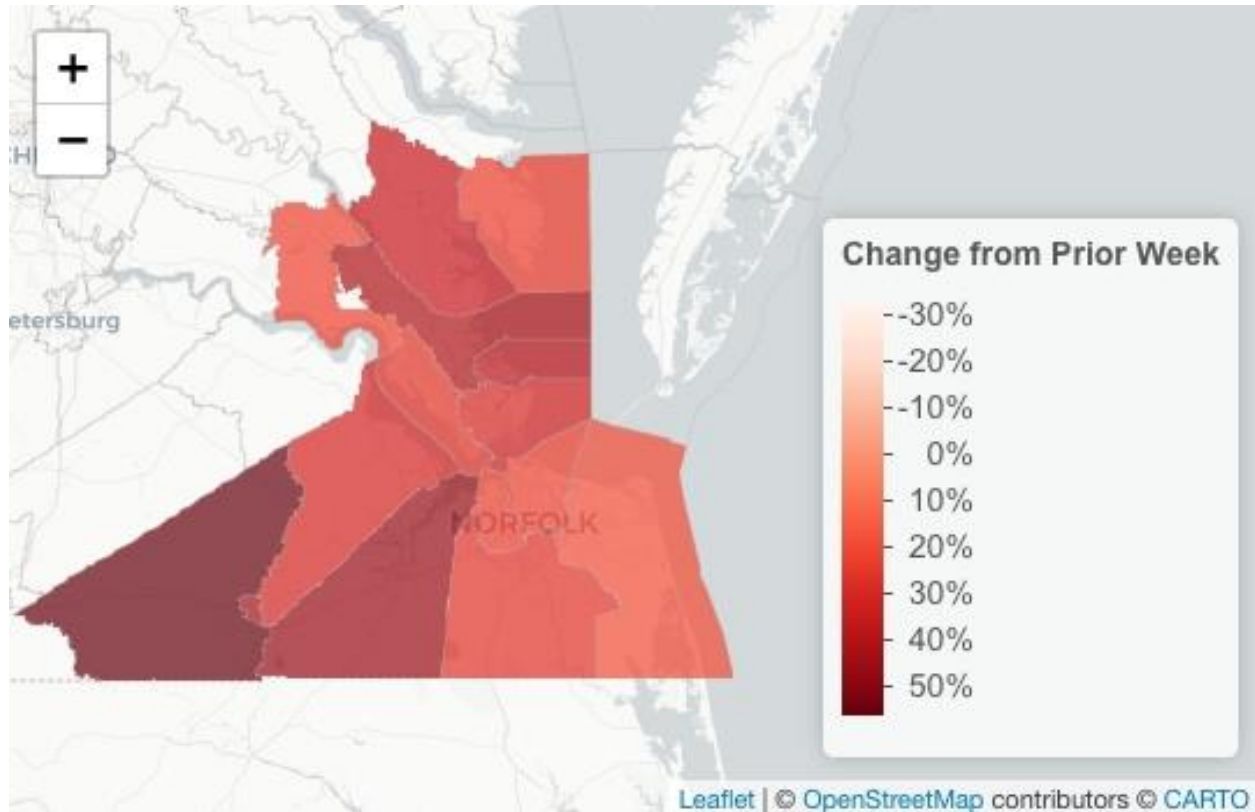 +
−
etersburg
NORFOLK
Change from Prior Week
-30%
-20%
-10%
0%
10%
20%
30%
40%
50%
Leaflet | © OpenStreetMap contributors © CARTO